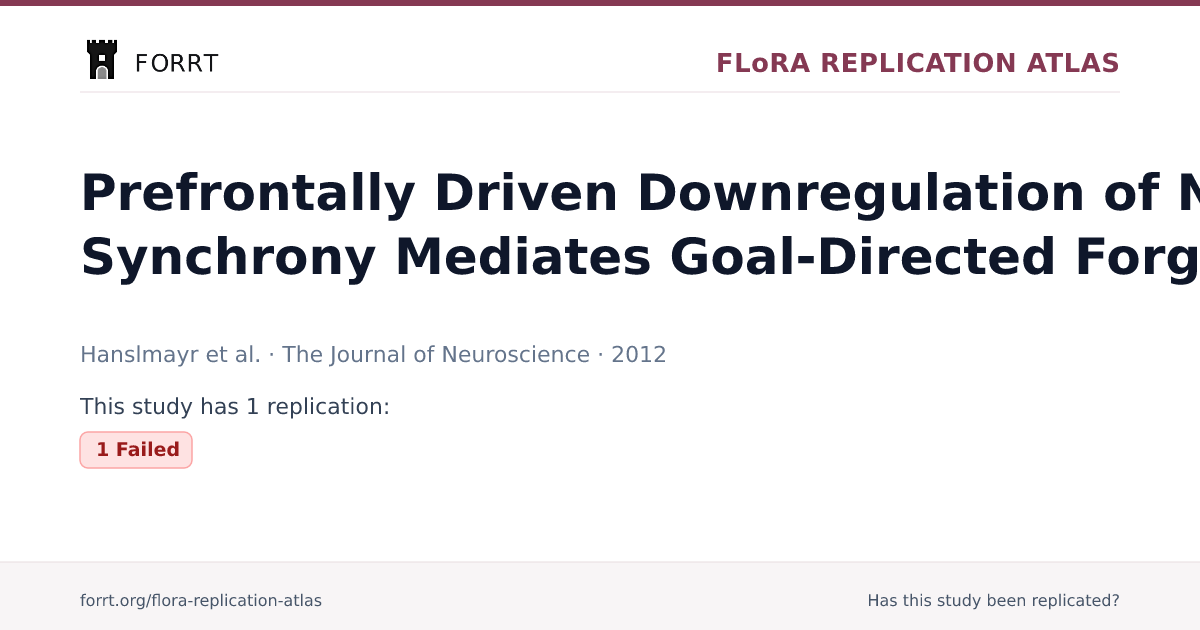 FORRT
FLoRA REPLICATION ATLAS
Prefrontally Driven Downregulation of
Synchrony Mediates Goal-Directed
Hanslmayr et al. · The Journal of Neuroscience · 2012
This study has 1 replication:
1 Failed
forrt.org/flora-replication-atlas
Has this study been replicated?